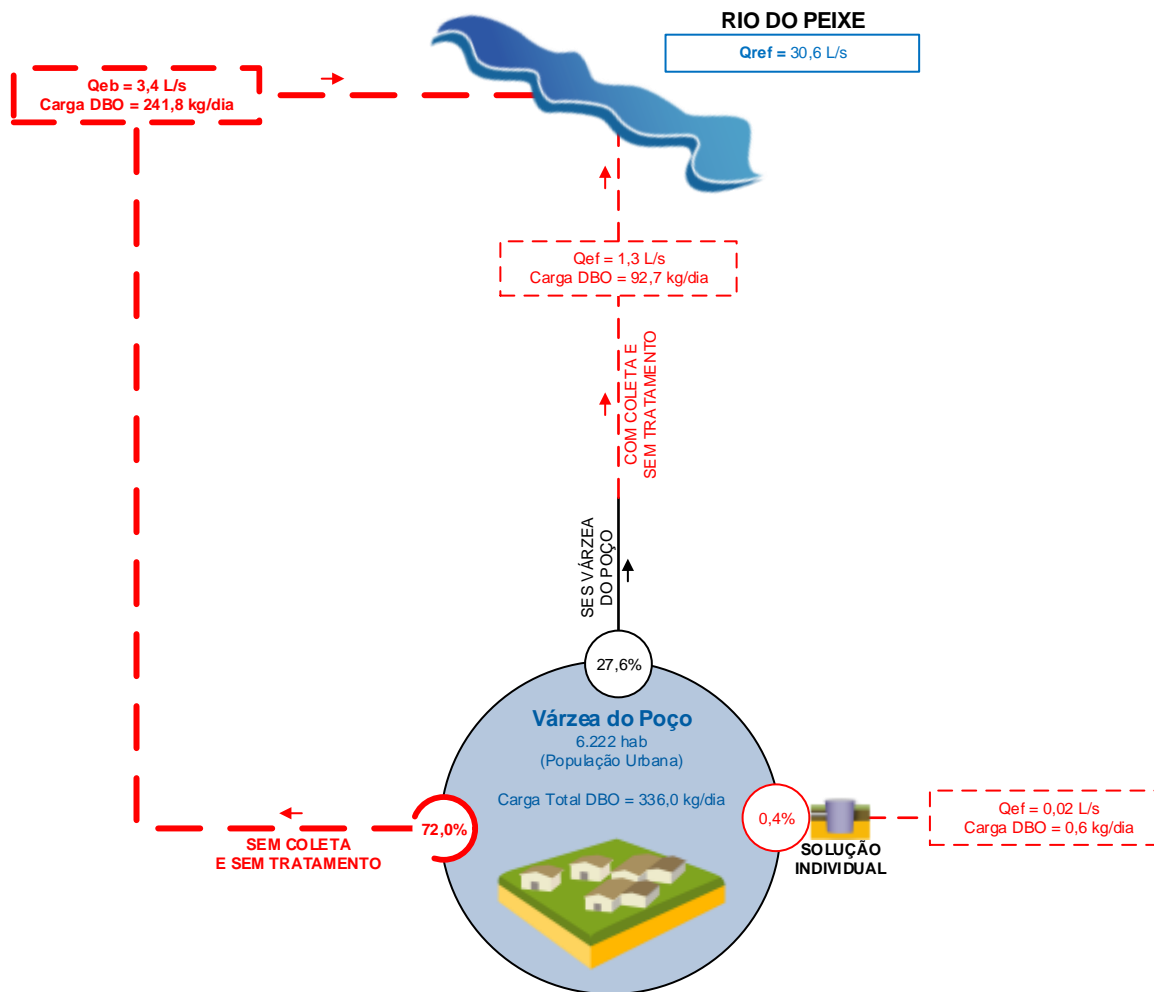 RIO DO PEIXE
Qref = 30,6 L/s
Qeb = 3,4 L/s
Carga DBO = 241,8 kg/dia
Qef = 1,3 L/s
Carga DBO = 92,7 kg/dia
COM COLETA E
SEM TRATAMENTO
SES VÁRZEA
DO POÇO
27,6%
Várzea do Poço
6.222 hab
(População Urbana)
Carga Total DBO = 336,0 kg/dia
72,0%
SEM COLETA
E SEM TRATAMENTO
0,4%
SOLUÇÃO
INDIVIDUAL
Qef = 0,02 L/s
Carga DBO = 0,6 kg/dia